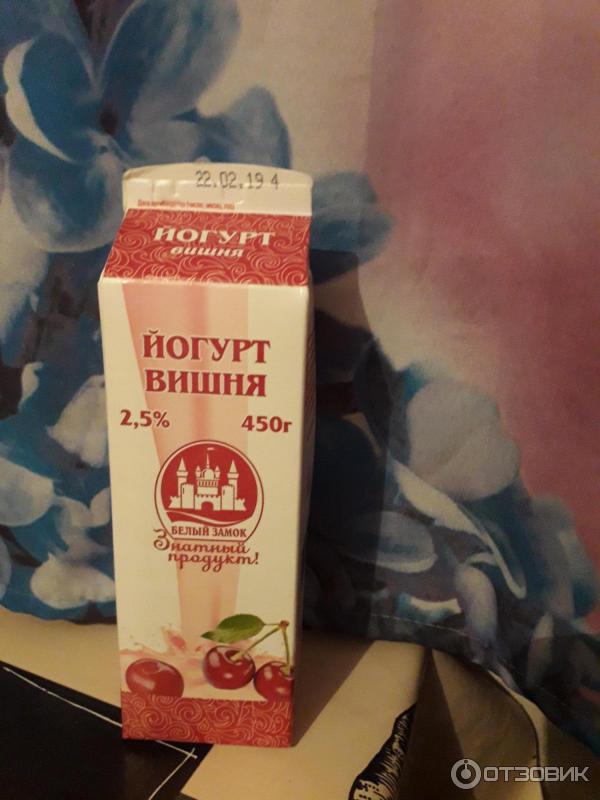 22.02.19 4
ЙОГУРТ
вишня
ЙОГУРТ
ВИШНЯ
2,5% 450г
БЕЛЫЙ ЗАМОК
Знатный
продукт!
ОТЗОВИК